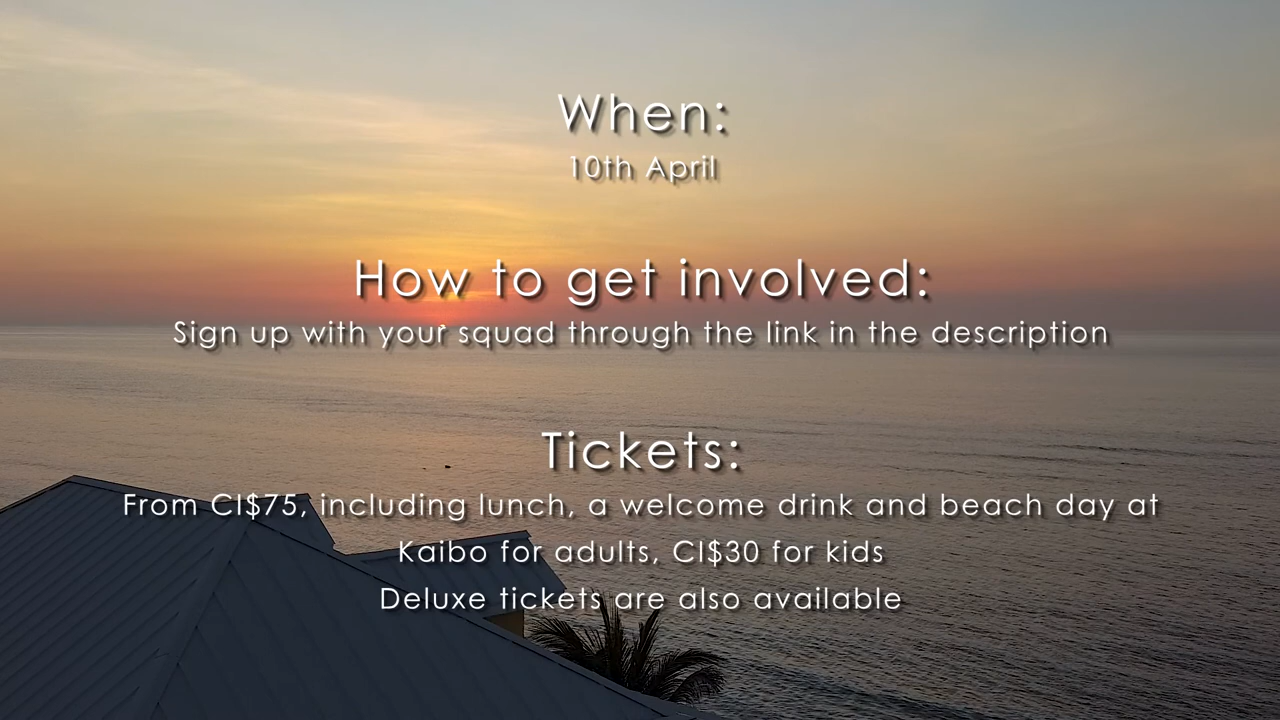 When:
10th April
How to get involved:
Sign up with your squad through the link in the description
Tickets:
From CI$75, including lunch, a welcome drink and beach day at
Kaibo for adults, CI$30 for kids
Deluxe tickets are also available